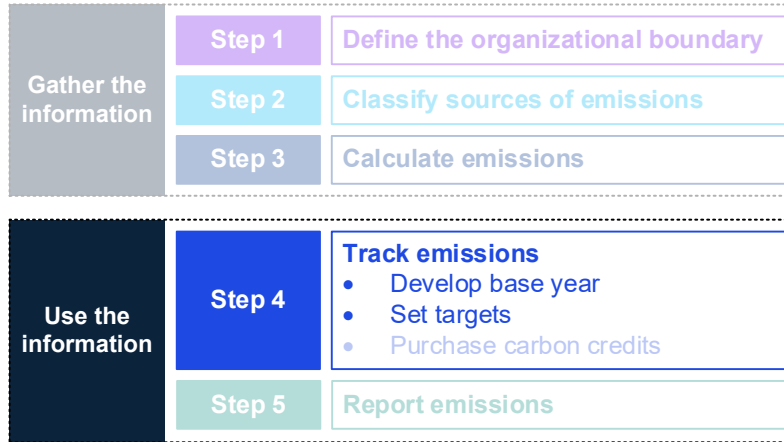 Gather the
information
Step 1
Define the organizational boundary
Step 2
Classify sources of emissions
Step 3
Calculate emissions
Use the
information
Step 4
Track emissions
• Develop base year
• Set targets
• Purchase carbon credits
Step 5
Report emissions